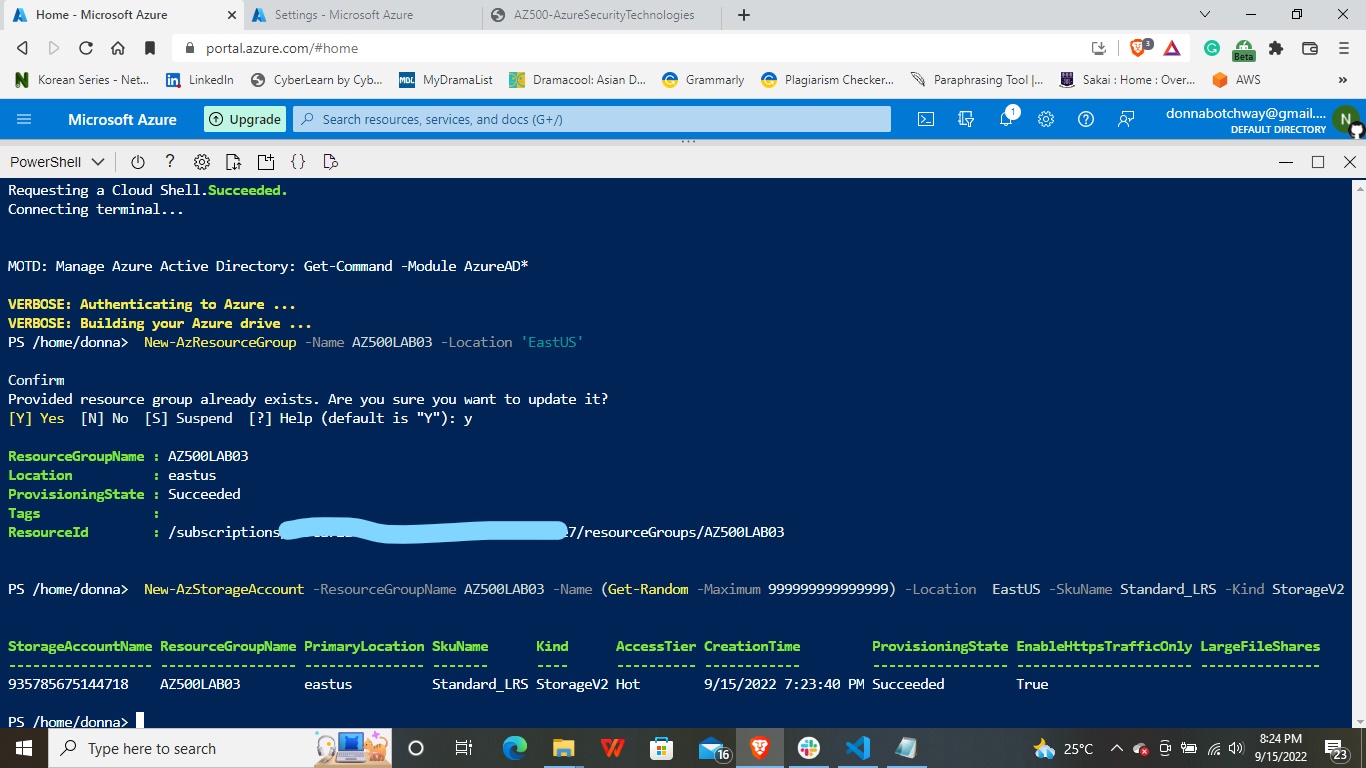 Home - Microsoft Azure
Settings - Microsoft Azure
AZ500-AzureSecurityTechnologies
portal.azure.com/#home
3
Beta
Korean Series - Net...
LinkedIn
CyberLearn by Cyb...
MDL MyDramaList
Dramacool: Asian D...
Grammarly
Plagiarism Checker...
Paraphrasing Tool |...
Sakai : Home : Over...
AWS
Microsoft Azure
Upgrade
Search resources, services, and docs (G+/)
1
donnabotchway@gmail....
DEFAULT DIRECTORY
N
PowerShell
Requesting a Cloud Shell.Succeeded.
Connecting terminal...
MOTD: Manage Azure Active Directory: Get-Command -Module AzureAD*
VERBOSE: Authenticating to Azure ...
VERBOSE: Building your Azure drive ...
PS /home/donna> New-AzResourceGroup -Name AZ500LAB03 -Location 'EastUS'
Confirm
Provided resource group already exists. Are you sure you want to update it?
[Y] Yes [N] No [S] Suspend [?] Help (default is "Y"): y
ResourceGroupName : AZ500LAB03
Location : eastus
ProvisioningState : Succeeded
Tags :
ResourceId : /subscriptions 7/resourceGroups/AZ500LAB03
PS /home/donna> New-AzStorageAccount -ResourceGroupName AZ500LAB03 -Name (Get-Random -Maximum 999999999999999) -Location EastUS -SkuName Standard_LRS -Kind StorageV2
StorageAccountName ResourceGroupName PrimaryLocation SkuName Kind AccessTier CreationTime ProvisioningState EnableHttpsTrafficOnly LargeFileShares
------------------ ----------------- --------------- ------- ---- ---------- ------------ ----------------- ---------------------- ---------------
935785675144718 AZ500LAB03 eastus Standard_LRS StorageV2 Hot 9/15/2022 7:23:40 PM Succeeded True
PS /home/donna>
Type here to search
16
25°C
8:24 PM
9/15/2022
23